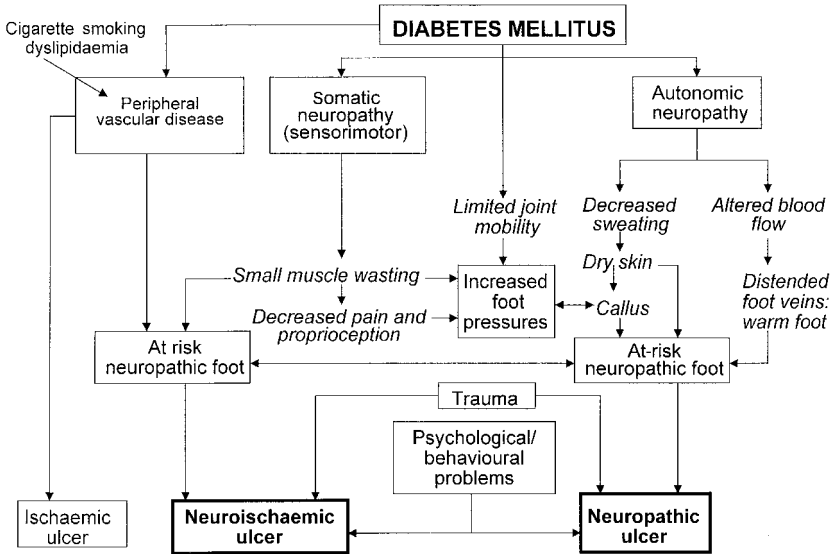 Cigarette smoking
dyslipidaemia
DIABETES MELLITUS
Peripheral
vascular disease
Somatic
neuropathy
(sensorimotor)
Autonomic
neuropathy
Limited joint
mobility
Decreased
sweating
Altered blood
flow
Small muscle wasting
Increased
foot
pressures
Dry skin
Distended
foot veins:
warm foot
Decreased pain and
proprioception
Callus
At risk
neuropathic foot
At-risk
neuropathic foot
Trauma
Psychological/
behavioural
problems
Ischaemic
ulcer
Neuroischaemic
ulcer
Neuropathic
ulcer